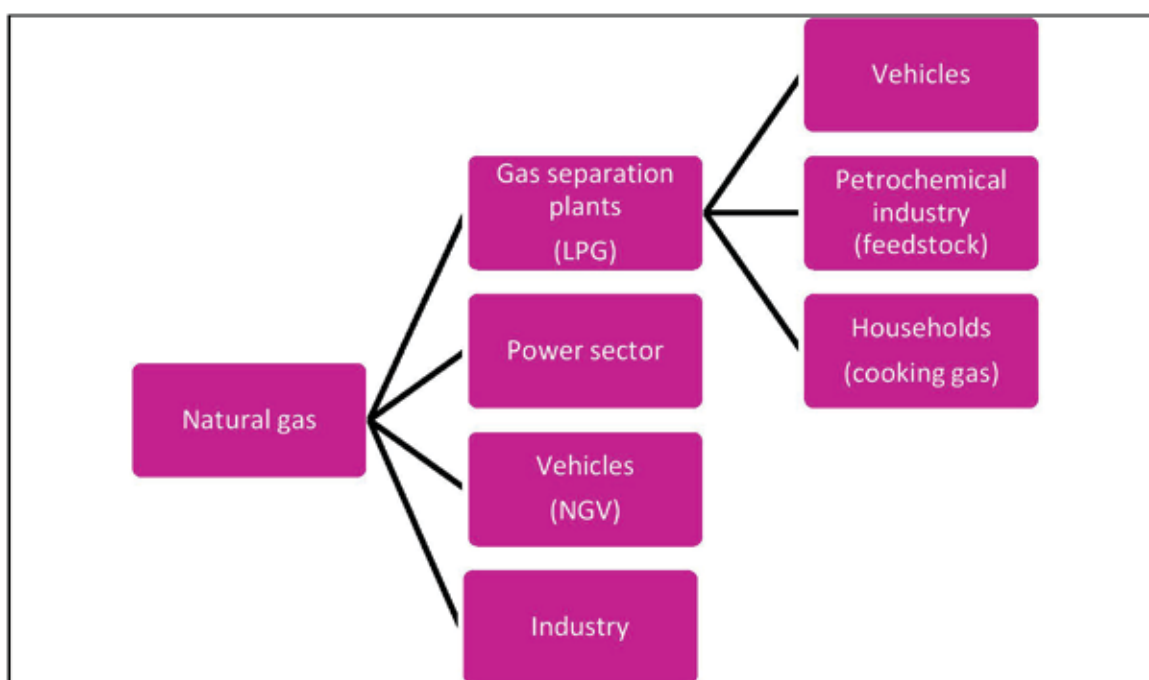 Natural gas
Gas separation
plants
(LPG)
Power sector
Vehicles
(NGV)
Industry
Vehicles
Petrochemical
industry
(feedstock)
Households
(cooking gas)